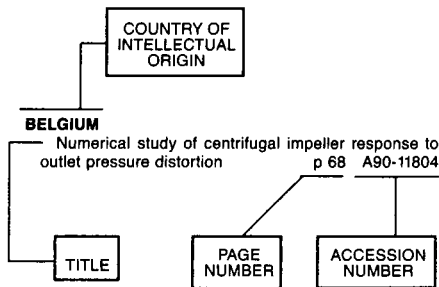 COUNTRY OF
INTELLECTUAL
ORIGIN
BELGIUM
Numerical study of centrifugal impeller response to
outlet pressure distortion p 68 A90-11804
TITLE
PAGE
NUMBER
ACCESSION
NUMBER